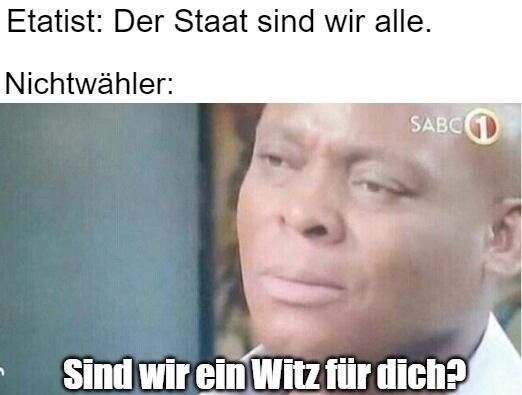 Etatist: Der Staat sind wir alle.
Nichtwähler:
SABC 1
Sind wir ein Witz für dich?